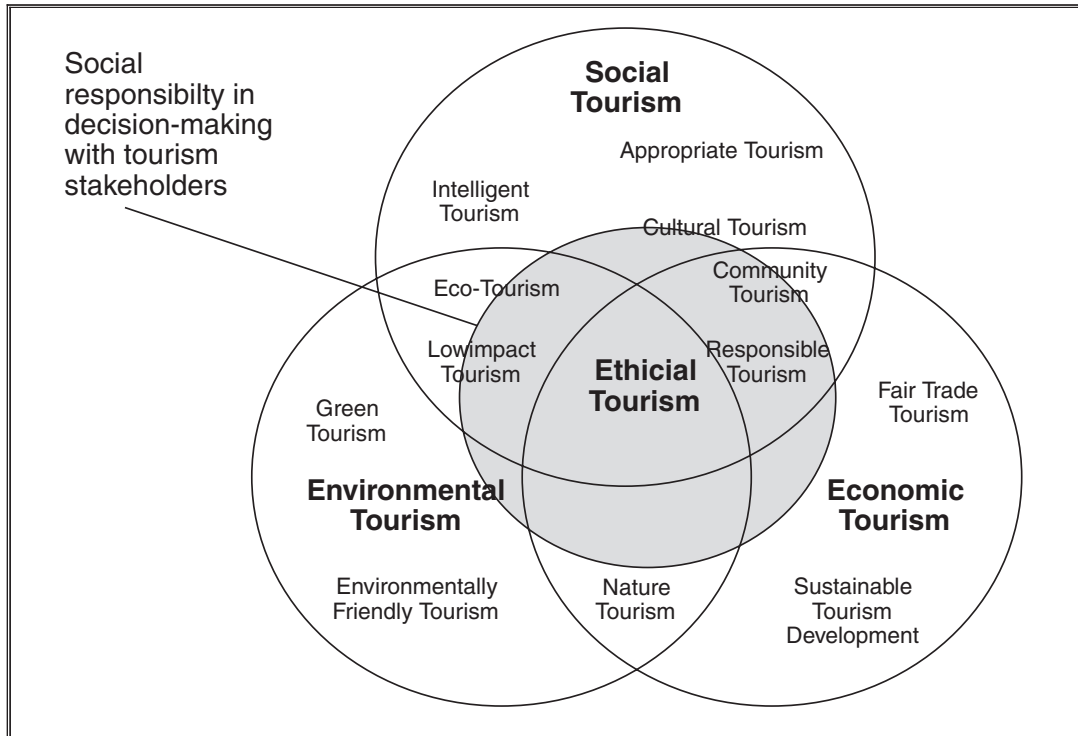 Social
responsibilty in
decision-making
with tourism
stakeholders
Social
Tourism
Appropriate Tourism
Intelligent
Tourism
Cultural Tourism
Community
Tourism
Eco-Tourism
Lowimpact
Tourism
Ethicial
Tourism
Responsible
Tourism
Fair Trade
Tourism
Green
Tourism
Environmental
Tourism
Economic
Tourism
Environmentally
Friendly Tourism
Nature
Tourism
Sustainable
Tourism
Development